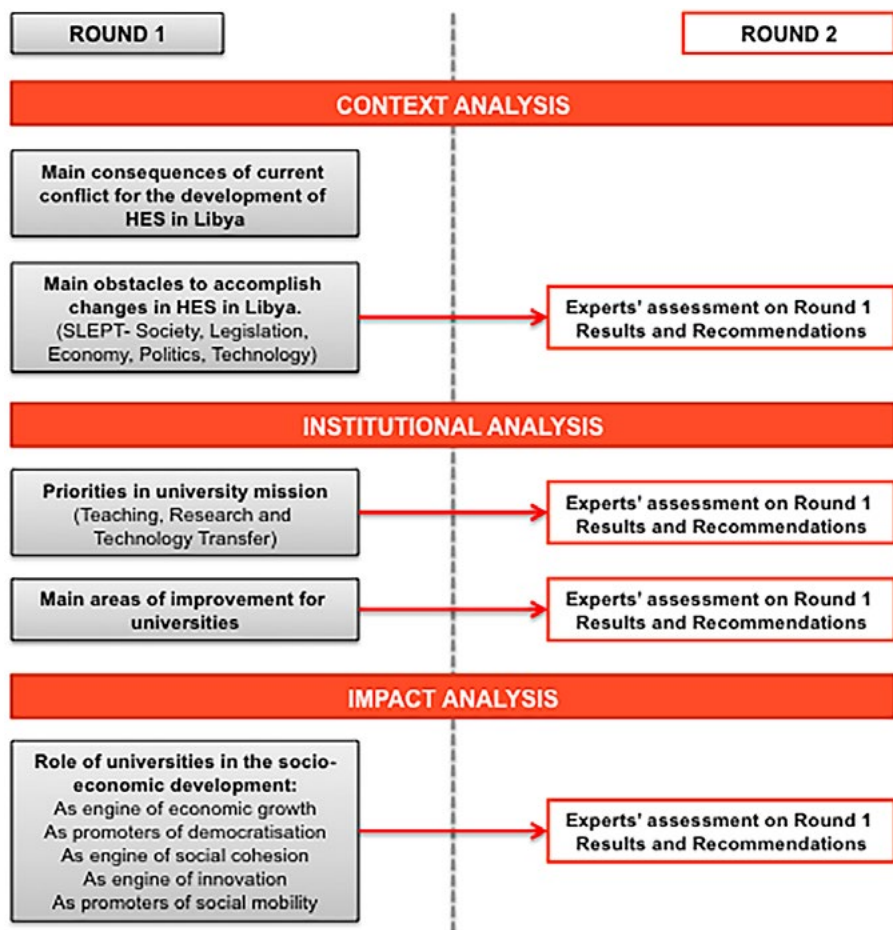 ROUND 1
ROUND 2
CONTEXT ANALYSIS
Main consequences of current
conflict for the development of
HES in Libya
Main obstacles to accomplish
changes in HES in Libya.
(SLEPT- Society, Legislation,
Economy, Politics, Technology)
Experts' assessment on Round 1
Results and Recommendations
INSTITUTIONAL ANALYSIS
Priorities in university mission
(Teaching, Research and
Technology Transfer)
Experts' assessment on Round 1
Results and Recommendations
Main areas of improvement for
universities
Experts' assessment on Round 1
Results and Recommendations
IMPACT ANALYSIS
Role of universities in the socio-
economic development:
As engine of economic growth
As promoters of democratisation
As engine of social cohesion
As engine of innovation
As promoters of social mobility
Experts' assessment on Round 1
Results and Recommendations